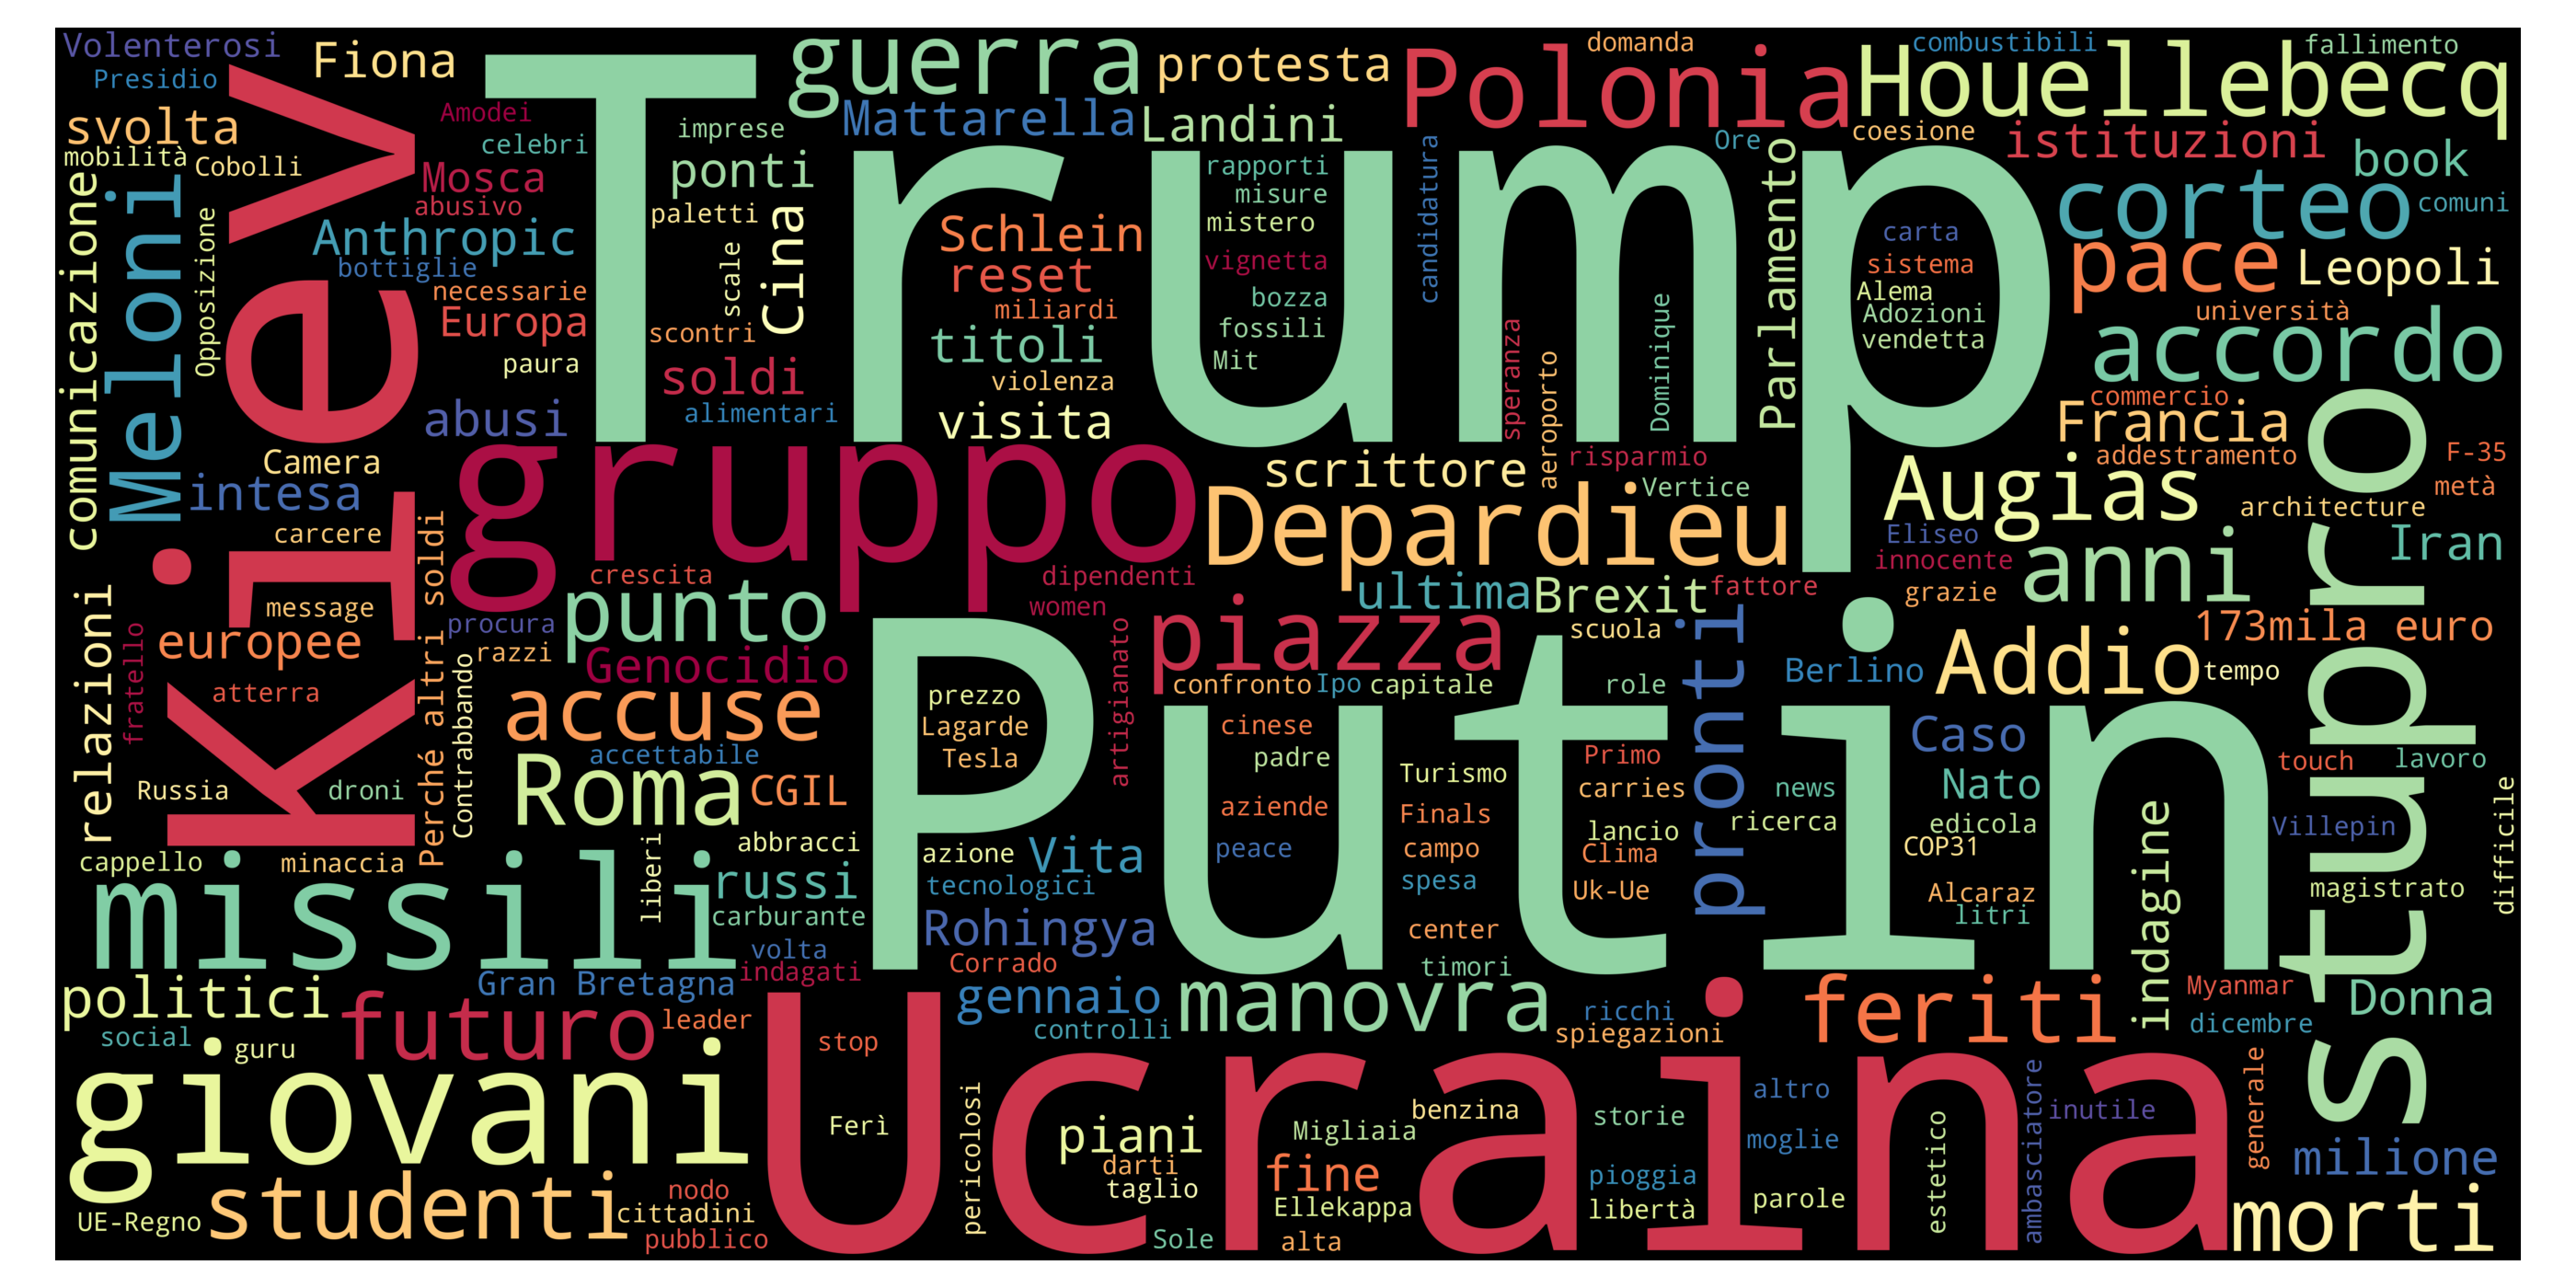 Volenterosi
Presidio
Fiona
Trump
guerra
protesta
domanda
Polonia
Houellebecq
combustibili
fallimento
svolta
mobilità
Cobolli
Amodei
celebri
imprese
Mattarella
Landini
Ore
coesione
istituzioni
book
comunicazione
Meloni
Opposizione
Kiev
Mosca
abusivo
ponti
paletti
Cina
scale
rapporti
misure
mistero
candidatura
Parlamento
carta
sistema
Alema
Adozioni
vendetta
corteo
comuni
Anthropic
bottiglie
necessarie
Europa
paura
scontri
Schlein
reset
miliardi
vignetta
bozza
fossili
Mit
Dominique
pace
Leopoli
università
accordo
titoli
violenza
soldi
alimentari
visita
speranza
aeroporto
commercio
Francia
addestramento
F-35
metà
abusi
Camera
intesa
carcere
gruppo
scrittore
risparmio
Vertice
Depardieu
Augias
architecture
Eliseo
innocente
grazie
anni
Iran
stupro
relazioni
message
europee
fratello
atterra
Perché altri soldi
crescita
procura
razzi
punto
Genocidio
dipendenti
women
ultima
Brexit
fattore
scuola
piazza
pronti
Berlino
Addio
173mila euro
tempo
Contrabbando
accuse
accettabile
artigianato
Putin
prezzo
Lagarde
Tesla
confronto
Ipo
capitale
role
Caso
touch
lavoro
Russia
droni
Roma
CGIL
cinese
padre
aziende
Turismo
Primo
carries
news
Nato
edicola
COP31
indagine
Villepin
difficile
cappello
minaccia
missili
liberi
abbracci
russi
carburante
azione
Vita
tecnologici
peace
Finals
campo
spesa
lancio
Clima
Uk-Ue
ricerca
Alcaraz
litri
magistrato
volta
indagati
Rohingya
Corrado
center
timori
politici
social
guru
Gran Bretagna
futuro
leader
stop
gennaio
controlli
manovra
ricchi
spiegazioni
feriti
Myanmar
dicembre
Donna
giovani
Ucraina
Ferì
pericolosi
piani
darti
taglio
Migliaia
benzina
fine
Ellekappa
storie
pioggia
libertà
altro
moglie
parole
estetico
ambasciatore
inutile
generale
milione
UE-Regno
studenti
nodo
cittadini
pubblico
Sole
alta
morti